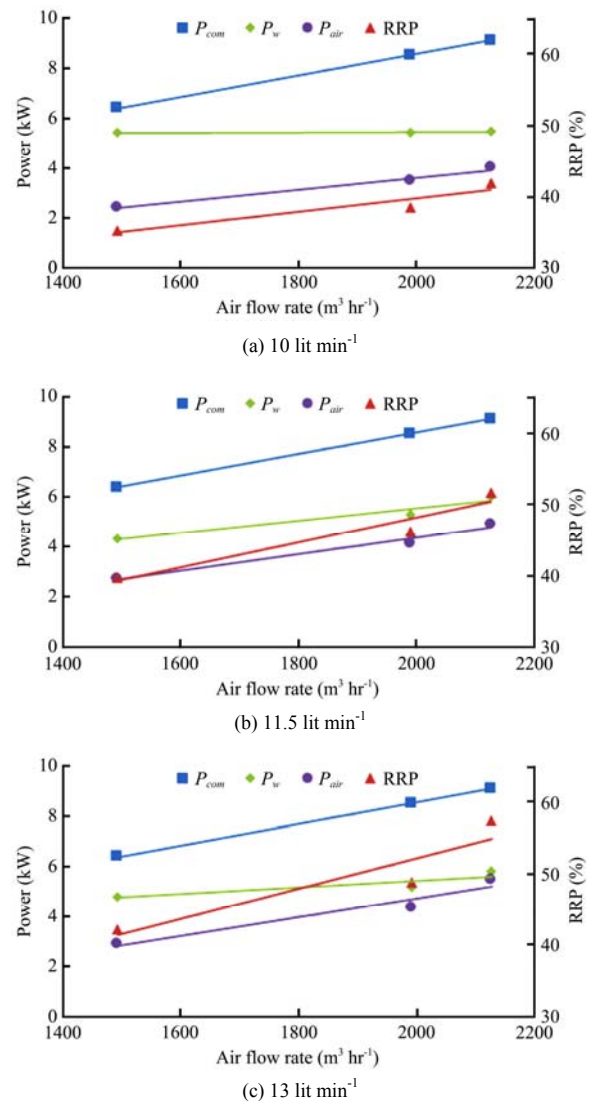 P_com P_w P_air RRP
10
8
6
4
2
0
Power (kW)
60
50
40
30
RRP (%)
1400 1600 1800 2000 2200
Air flow rate (m³ hr⁻¹)
(a) 10 lit min⁻¹
P_com P_w P_air RRP
10
8
6
4
2
0
Power (kW)
60
50
40
30
RRP (%)
1400 1600 1800 2000 2200
Air flow rate (m³ hr⁻¹)
(b) 11.5 lit min⁻¹
P_com P_w P_air RRP
10
8
6
4
2
0
Power (kW)
60
50
40
30
RRP (%)
1400 1600 1800 2000 2200
Air flow rate (m³ hr⁻¹)
(c) 13 lit min⁻¹